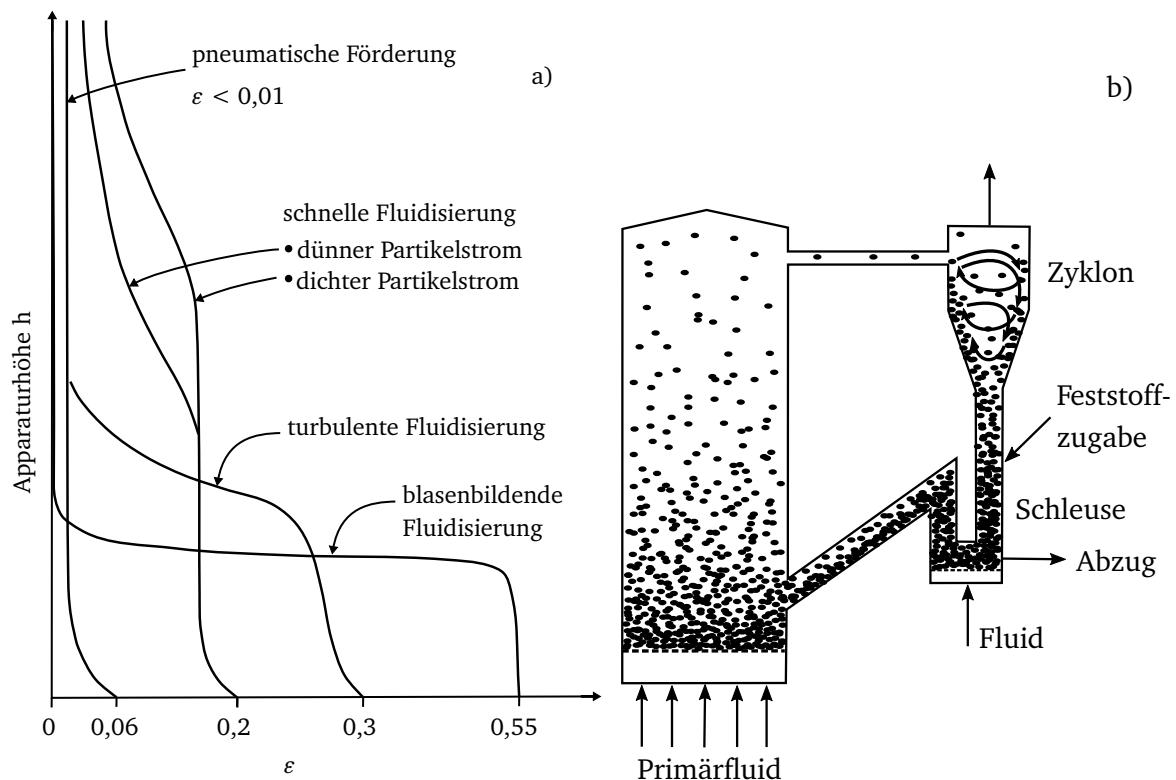 pneumatische Förderung
ε < 0,01
a)
schnelle Fluidisierung
• dünner Partikelstrom
• dichter Partikelstrom
turbulente Fluidisierung
blasenbildende
Fluidisierung
Apparaturhöhe h
0
0,06
0,2
0,3
0,55
ε
b)
Zyklon
Feststoff-
zugabe
Schleuse
Abzug
Fluid
Primärfluid